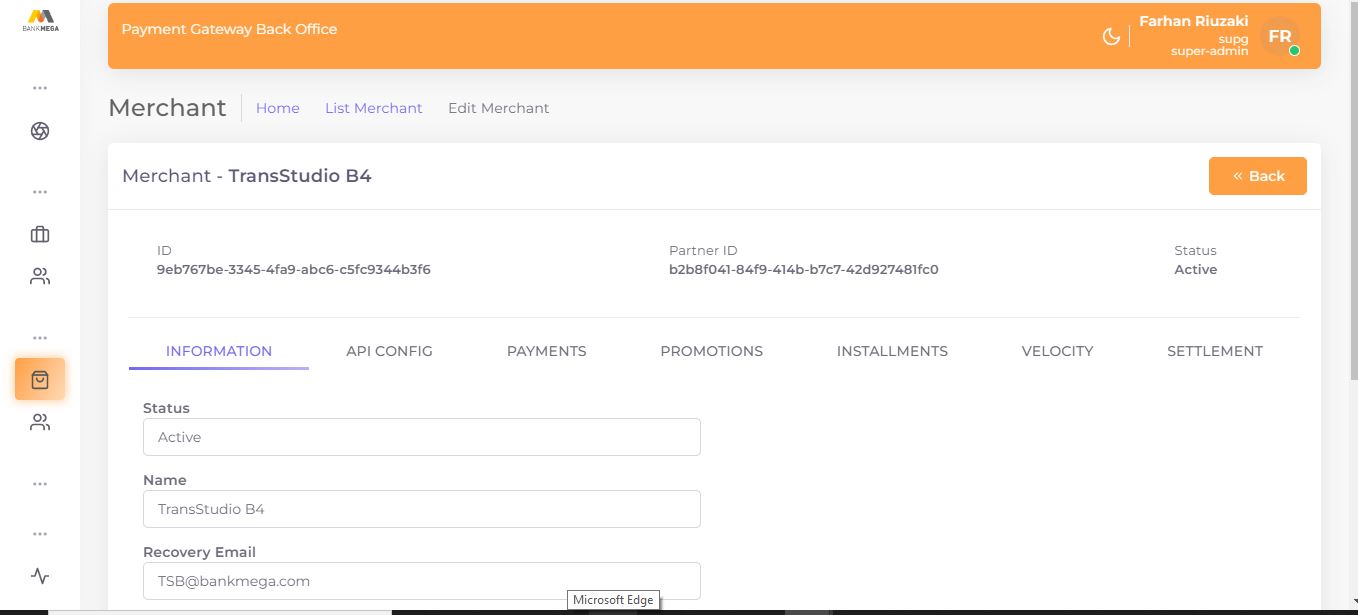 BANKMEGA
Payment Gateway Back Office
Farhan Riuzaki
supg
super-admin
FR
Merchant
Home
List Merchant
Edit Merchant
Merchant - TransStudio B4
« Back
ID
9eb767be-3345-4fa9-abc6-c5fc9344b3f6
Partner ID
b2b8f041-84f9-414b-b7c7-42d927481fc0
Status
Active
INFORMATION
API CONFIG
PAYMENTS
PROMOTIONS
INSTALLMENTS
VELOCITY
SETTLEMENT
Status
Active
Name
TransStudio B4
Recovery Email
TSB@bankmega.com
Microsoft Edge